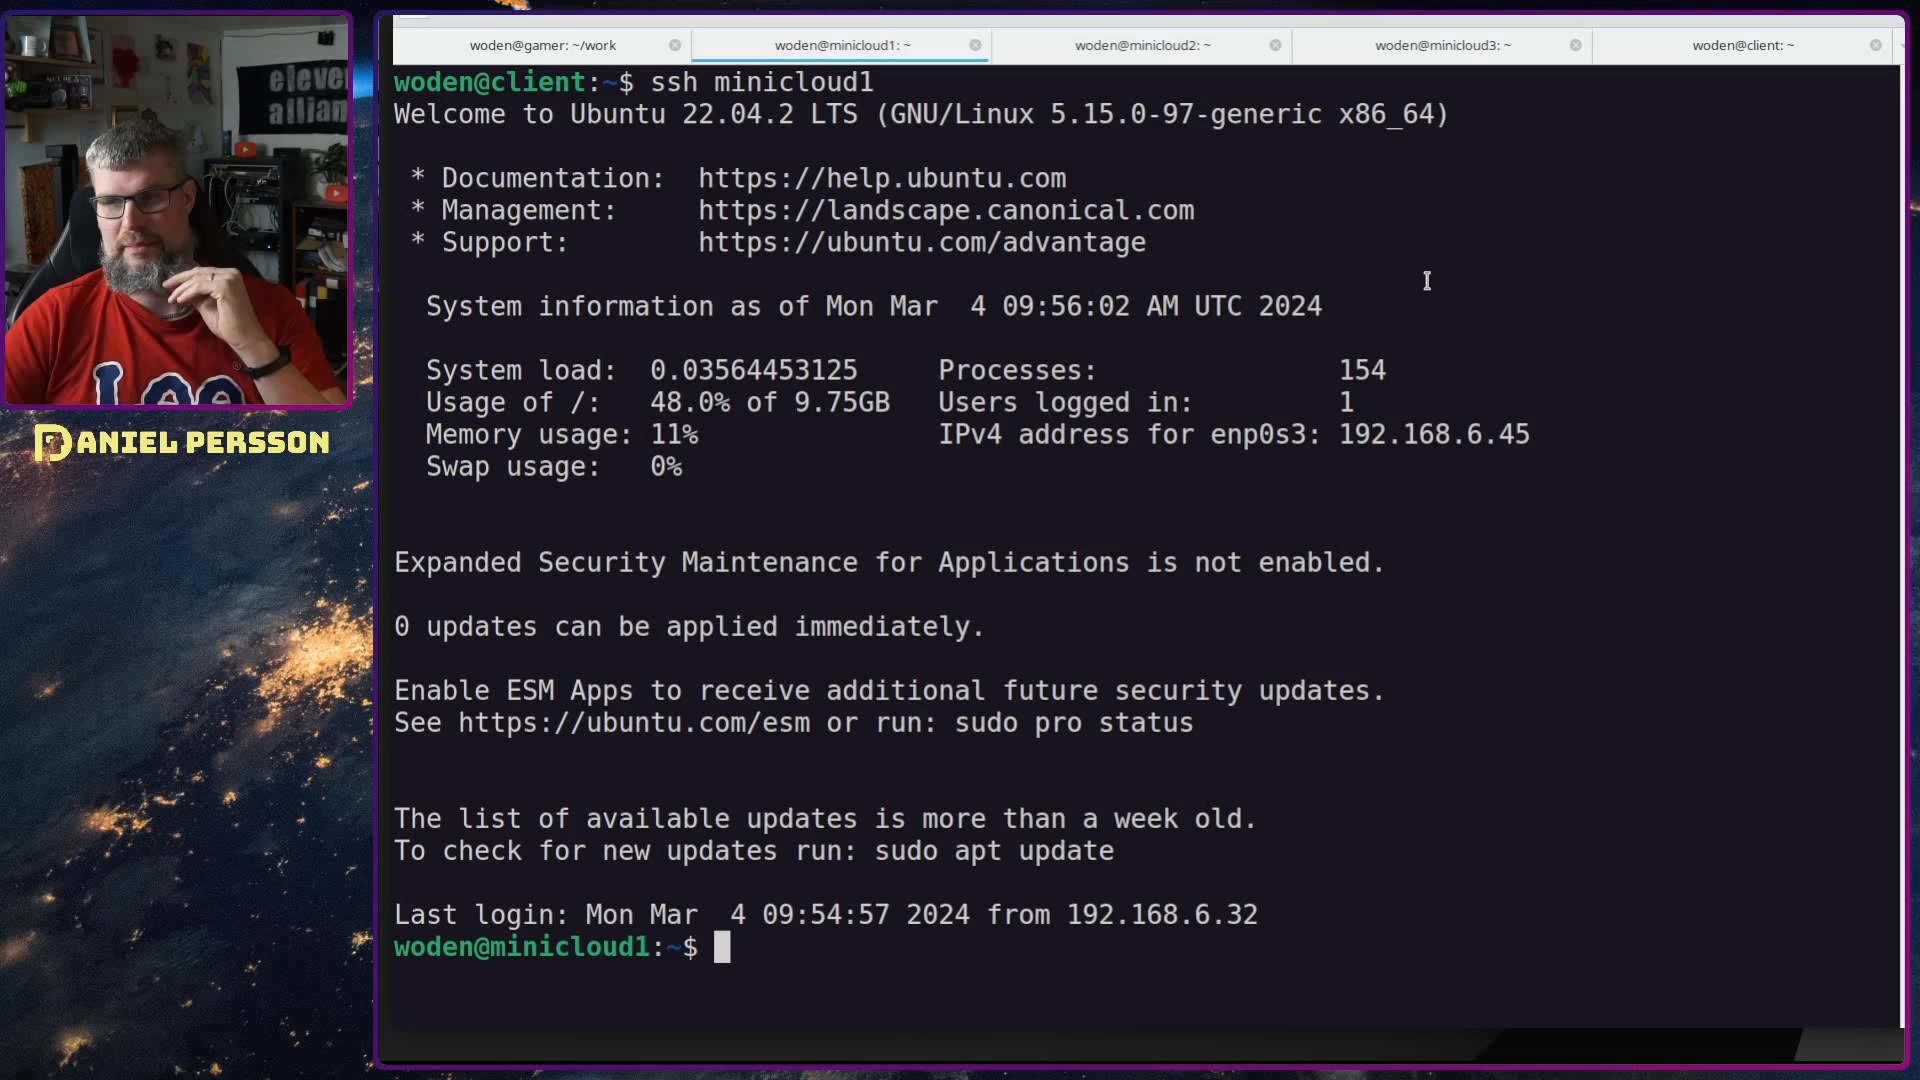 woden@gamer: ~/work
woden@minicloud1: ~
woden@minicloud2: ~
woden@minicloud3: ~
woden@client: ~
woden@client:~$ ssh minicloud1
Welcome to Ubuntu 22.04.2 LTS (GNU/Linux 5.15.0-97-generic x86_64)
* Documentation: https://help.ubuntu.com
* Management: https://landscape.canonical.com
* Support: https://ubuntu.com/advantage
System information as of Mon Mar 4 09:56:02 AM UTC 2024
System load: 0.03564453125 Processes: 154
Usage of /: 48.0% of 9.75GB Users logged in: 1
Memory usage: 11% IPv4 address for enp0s3: 192.168.6.45
Swap usage: 0%
Expanded Security Maintenance for Applications is not enabled.
0 updates can be applied immediately.
Enable ESM Apps to receive additional future security updates.
See https://ubuntu.com/esm or run: sudo pro status
The list of available updates is more than a week old.
To check for new updates run: sudo apt update
Last login: Mon Mar 4 09:54:57 2024 from 192.168.6.32
woden@minicloud1:~$
DANIEL PERSSON